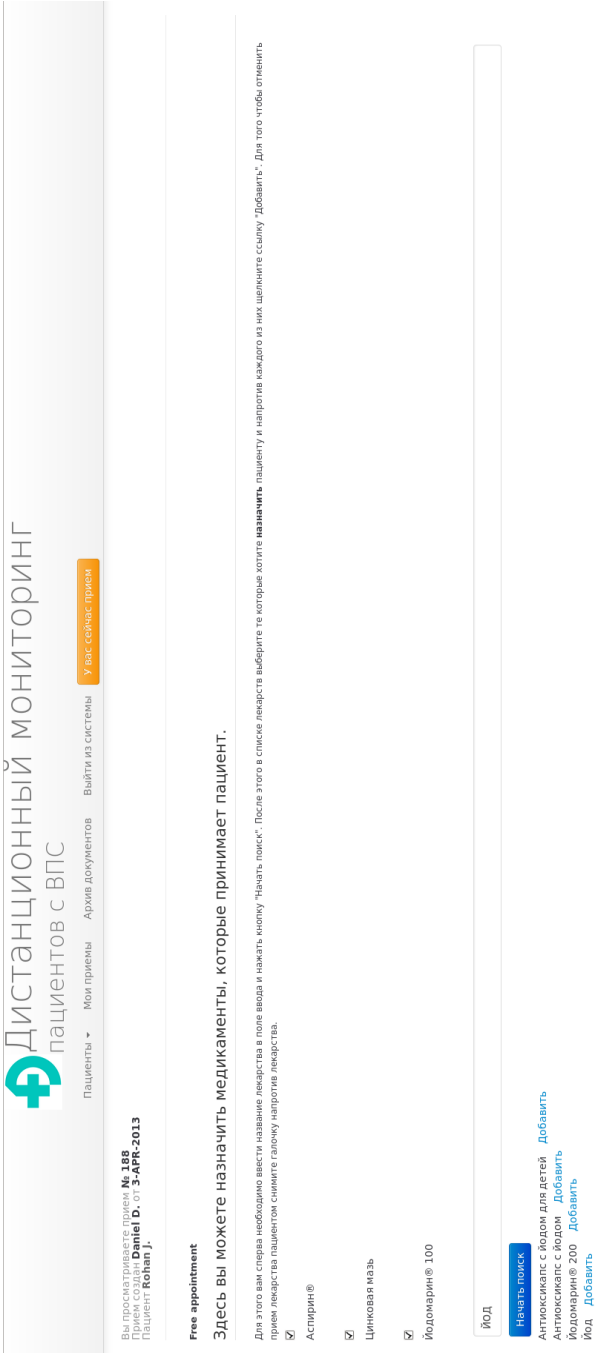 Дистанционный мониторинг
пациентов с ВПС
Пациенты
Мои приемы
Архив документов
Выйти из системы
У вас сейчас прием
Вы просматриваете прием № 188
Прием создан Daniel D. от 3-APR-2013
Пациент Rohan J.
Free appointment
Здесь вы можете назначить медикаменты, которые принимает пациент.
Для этого вам сперва необходимо ввести название лекарства в поле ввода и нажать кнопку "Начать поиск". После этого в списке лекарств выберите те которые хотите назначить пациенту и напротив каждого из них щелкните ссылку "Добавить". Для того чтобы отменить
прием лекарства пациентом снимите галочку напротив лекарства.
Аспирин®
Цинковая мазь
Йодомарин® 100
йод
Начать поиск
Антиоксикапс с йодом для детей Добавить
Антиоксикапс с йодом Добавить
Йодомарин® 200 Добавить
Йод Добавить